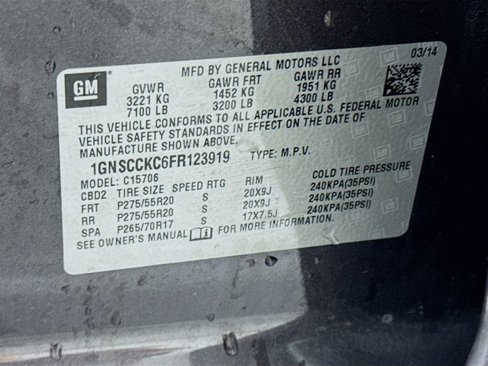 MFD BY GENERAL MOTORS LLC 03/14
GM
GVWR GAWR FRT GAWR RR
3221 KG 1452 KG 1951 KG
7100 LB 3200 LB 4300 LB
THIS VEHICLE CONFORMS TO ALL APPLICABLE U.S. FEDERAL MOTOR
VEHICLE SAFETY STANDARDS IN EFFECT ON THE DATE OF
MANUFACTURE SHOWN ABOVE.
1GNSCCKC6FR123919 TYPE: M.P.V.
MODEL: C15706
CBD2 TIRE SIZE SPEED RTG RIM COLD TIRE PRESSURE
FRT P275/55R20 S 20X9J 240KPA(35PSI)
RR P275/55R20 S 20X9J 240KPA(35PSI)
SPA P265/70R17 S 17X7.5J 240KPA(35PSI)
SEE OWNER'S MANUAL FOR MORE INFORMATION.